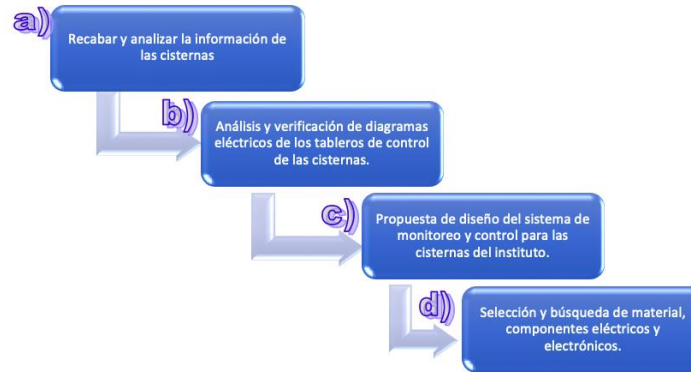 a)
Recabar y analizar la información de
las cisternas
b)
Análisis y verificación de diagramas
eléctricos de los tableros de control
de las cisternas.
c)
Propuesta de diseño del sistema de
monitoreo y control para las
cisternas del instituto.
d)
Selección y búsqueda de material,
componentes eléctricos y
electrónicos.